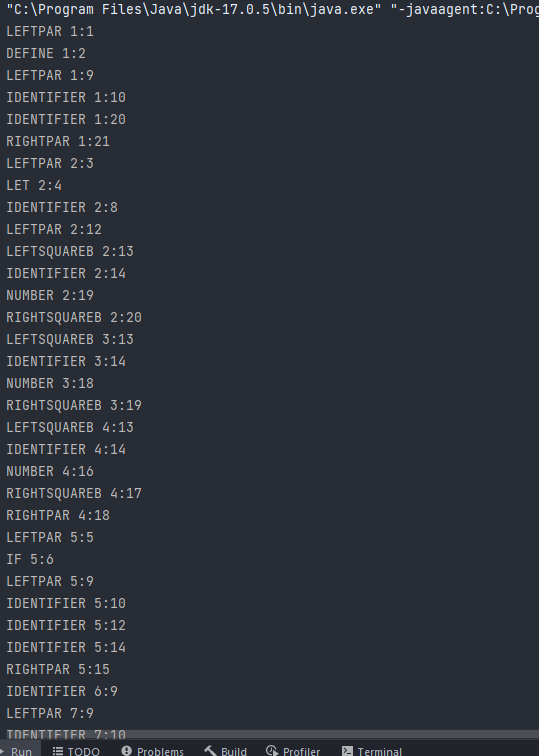 "C:\Program Files\Java\jdk-17.0.5\bin\java.exe" "-javaagent:C:\Prog
LEFTPAR 1:1
DEFINE 1:2
LEFTPAR 1:9
IDENTIFIER 1:10
IDENTIFIER 1:20
RIGHTPAR 1:21
LEFTPAR 2:3
LET 2:4
IDENTIFIER 2:8
LEFTPAR 2:12
LEFTSQUAREB 2:13
IDENTIFIER 2:14
NUMBER 2:19
RIGHTSQUAREB 2:20
LEFTSQUAREB 3:13
IDENTIFIER 3:14
NUMBER 3:18
RIGHTSQUAREB 3:19
LEFTSQUAREB 4:13
IDENTIFIER 4:14
NUMBER 4:16
RIGHTSQUAREB 4:17
RIGHTPAR 4:18
LEFTPAR 5:5
IF 5:6
LEFTPAR 5:9
IDENTIFIER 5:10
IDENTIFIER 5:12
IDENTIFIER 5:14
RIGHTPAR 5:15
IDENTIFIER 6:9
LEFTPAR 7:9
IDENTIFIER 7:10
Run TODO Problems Build Profiler Terminal